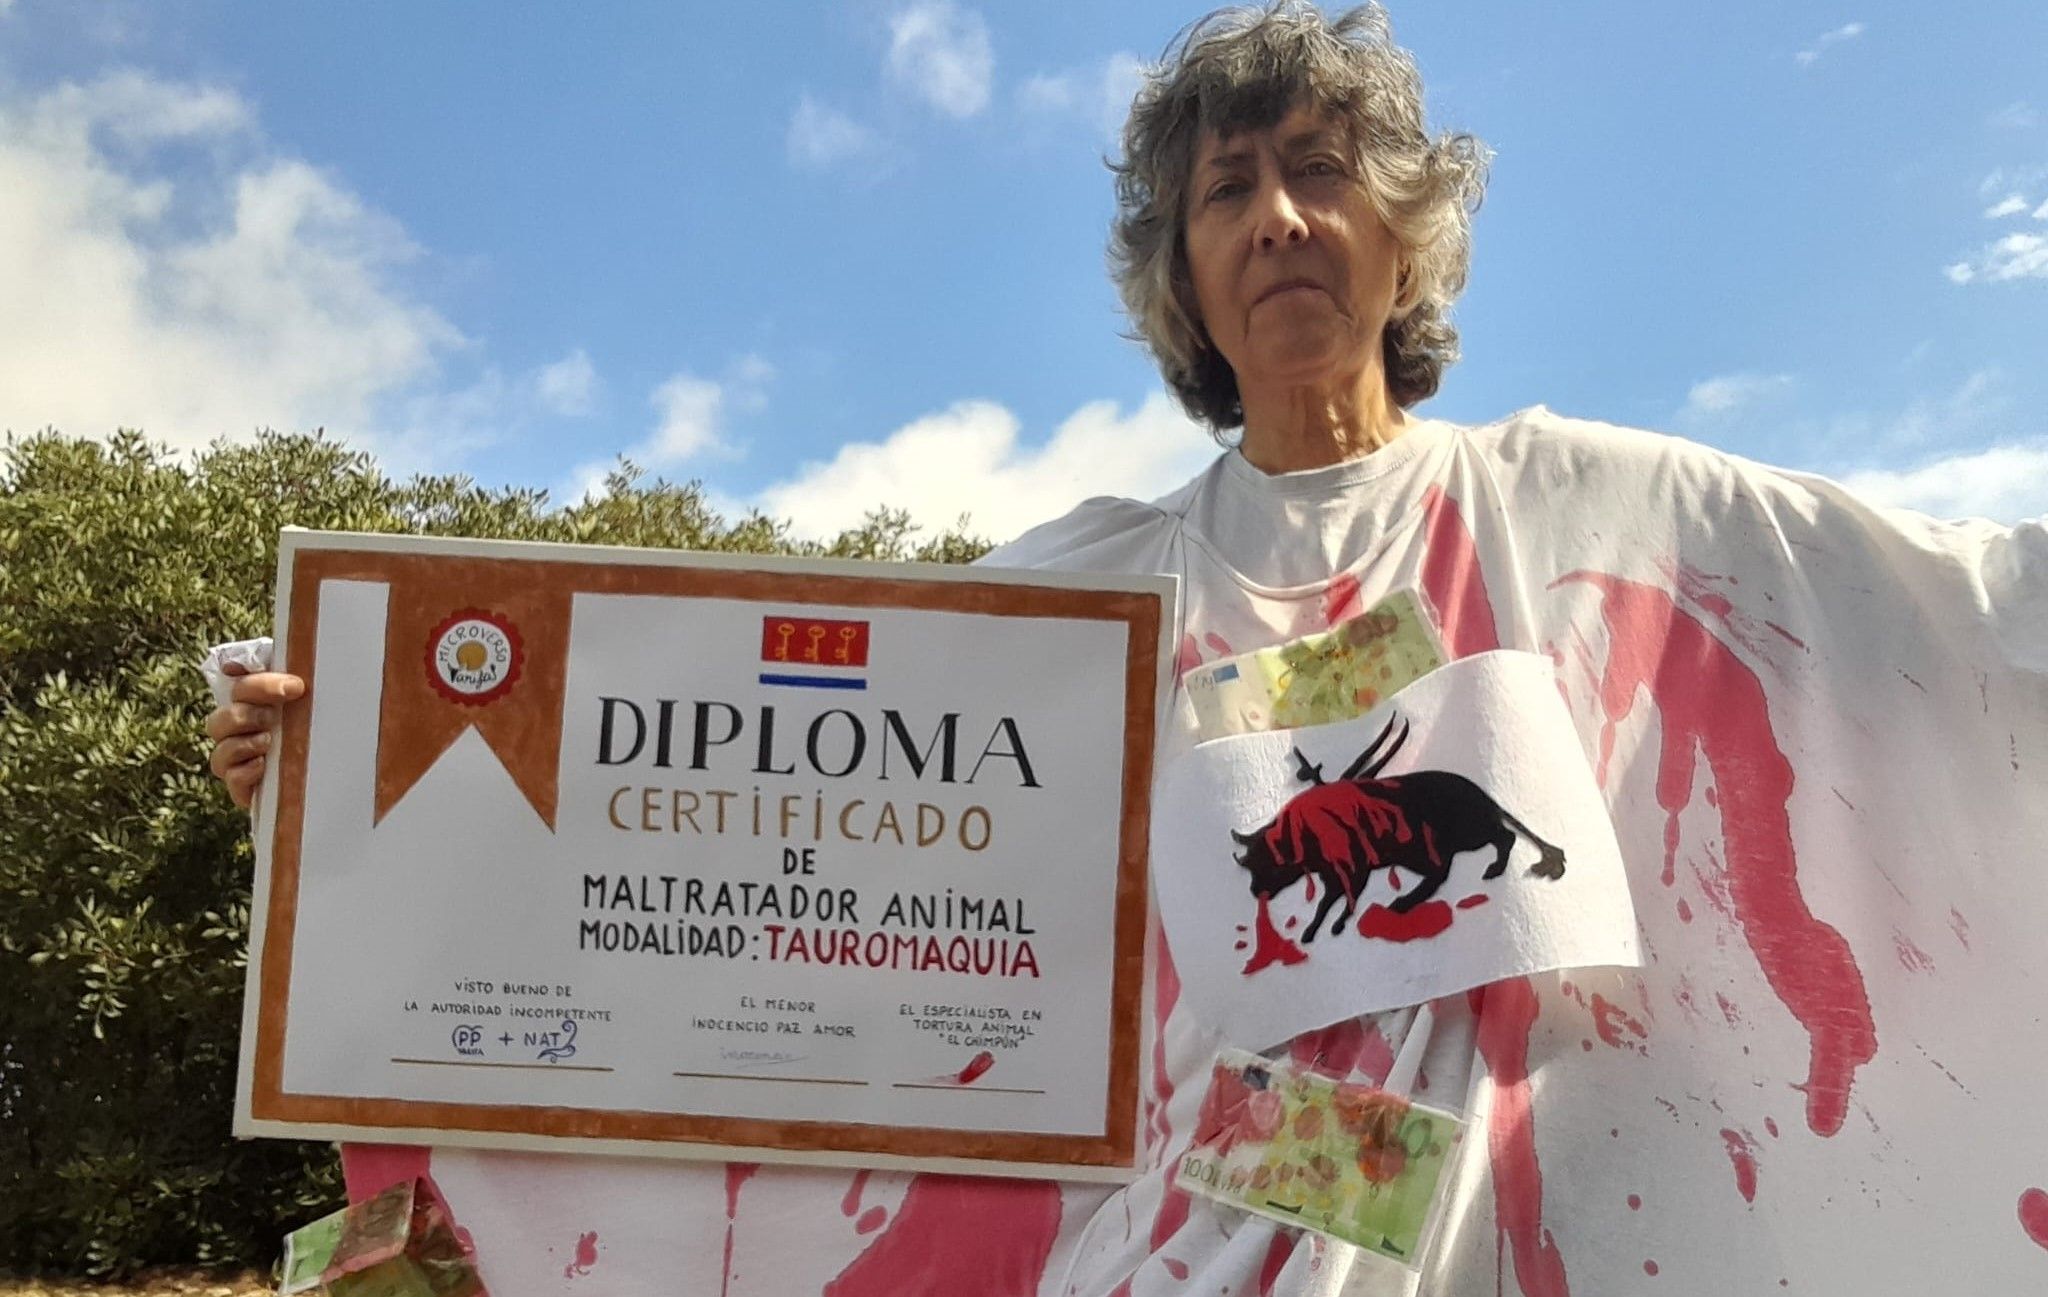 MICROVERSO
DIPLOMA
CERTIFICADO
DE
MALTRATADOR ANIMAL
MODALIDAD: TAUROMAQUIA
VISTO BUENO DE
LA AUTORIDAD INCOMPETENTE
PP + NAT
EL MENOR
INOCENCIO PAZ AMOR
EL ESPECIALISTA EN
TORTURA ANIMAL
"EL CHIMPÚN"
100